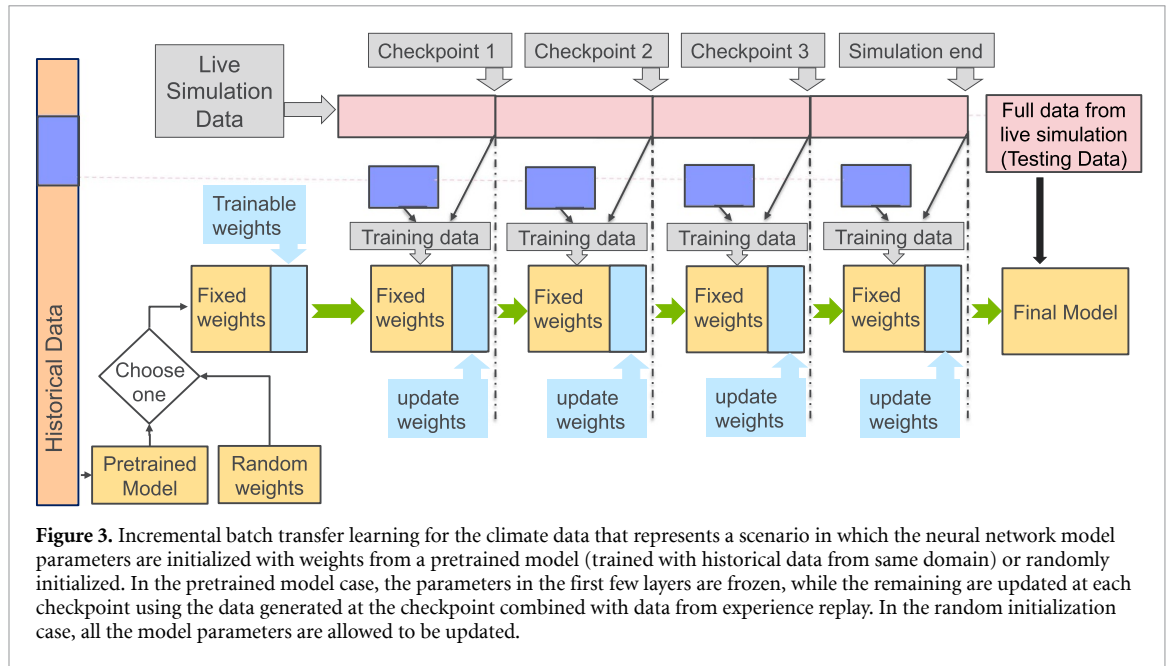 Checkpoint 1
Checkpoint 2
Checkpoint 3
Simulation end
Live
Simulation
Data
Full data from
live simulation
(Testing Data)
Historical Data
Trainable
weights
Training data
Training data
Training data
Training data
Fixed
weights
Fixed
weights
Fixed
weights
Fixed
weights
Fixed
weights
Final Model
Choose
one
update
weights
update
weights
update
weights
update
weights
Pretrained
Model
Random
weights
Figure 3. Incremental batch transfer learning for the climate data that represents a scenario in which the neural network model
parameters are initialized with weights from a pretrained model (trained with historical data from same domain) or randomly
initialized. In the pretrained model case, the parameters in the first few layers are frozen, while the remaining are updated at each
checkpoint using the data generated at the checkpoint combined with data from experience replay. In the random initialization
case, all the model parameters are allowed to be updated.